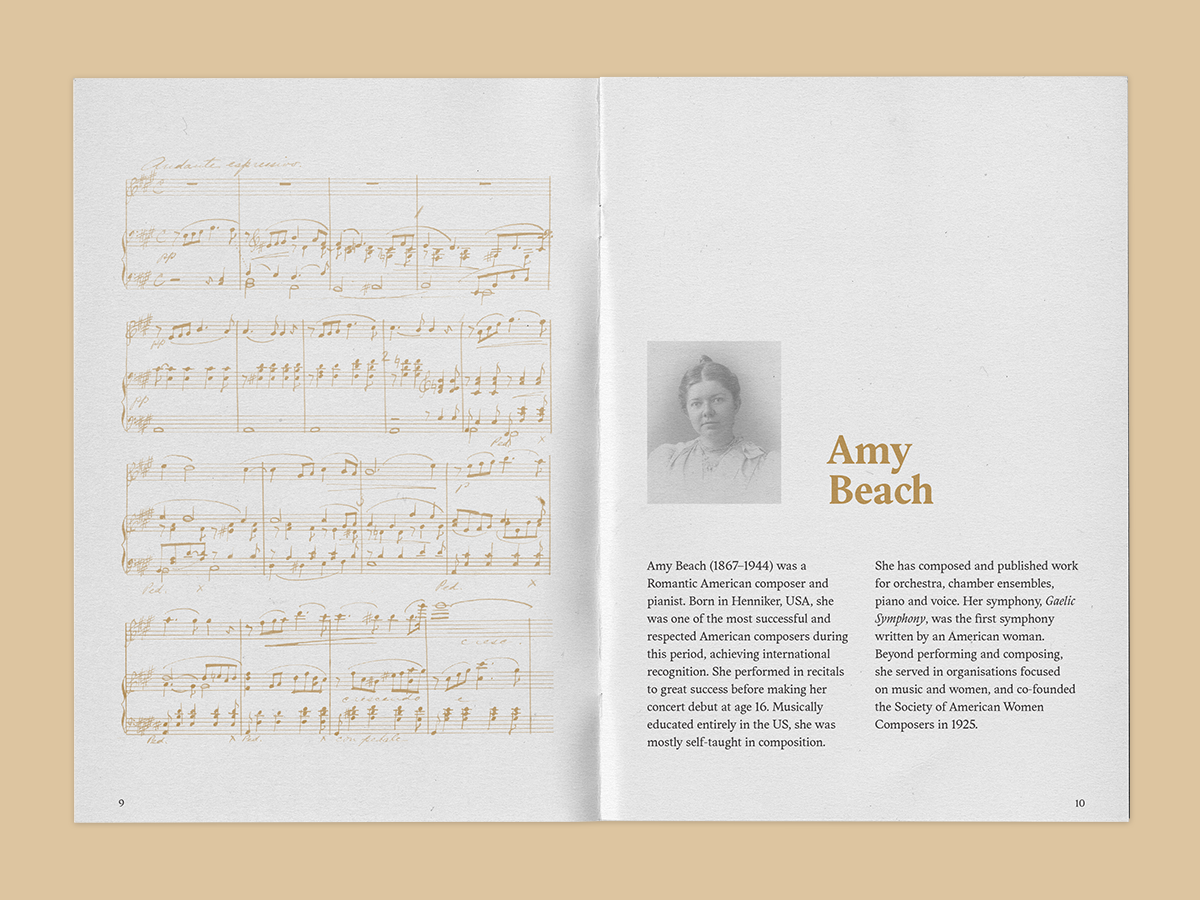 Andante espressivo.
pp
pp
pp
Ped. x
p
Ped. x Ped. x
cresc.
crescendo e
Ped. x Ped x con pedale
9
Amy
Beach
Amy Beach (1867–1944) was a
Romantic American composer and
pianist. Born in Henniker, USA, she
was one of the most successful and
respected American composers during
this period, achieving international
recognition. She performed in recitals
to great success before making her
concert debut at age 16. Musically
educated entirely in the US, she was
mostly self-taught in composition.
She has composed and published work
for orchestra, chamber ensembles,
piano and voice. Her symphony, Gaelic
Symphony, was the first symphony
written by an American woman.
Beyond performing and composing,
she served in organisations focused
on music and women, and co-founded
the Society of American Women
Composers in 1925.
10